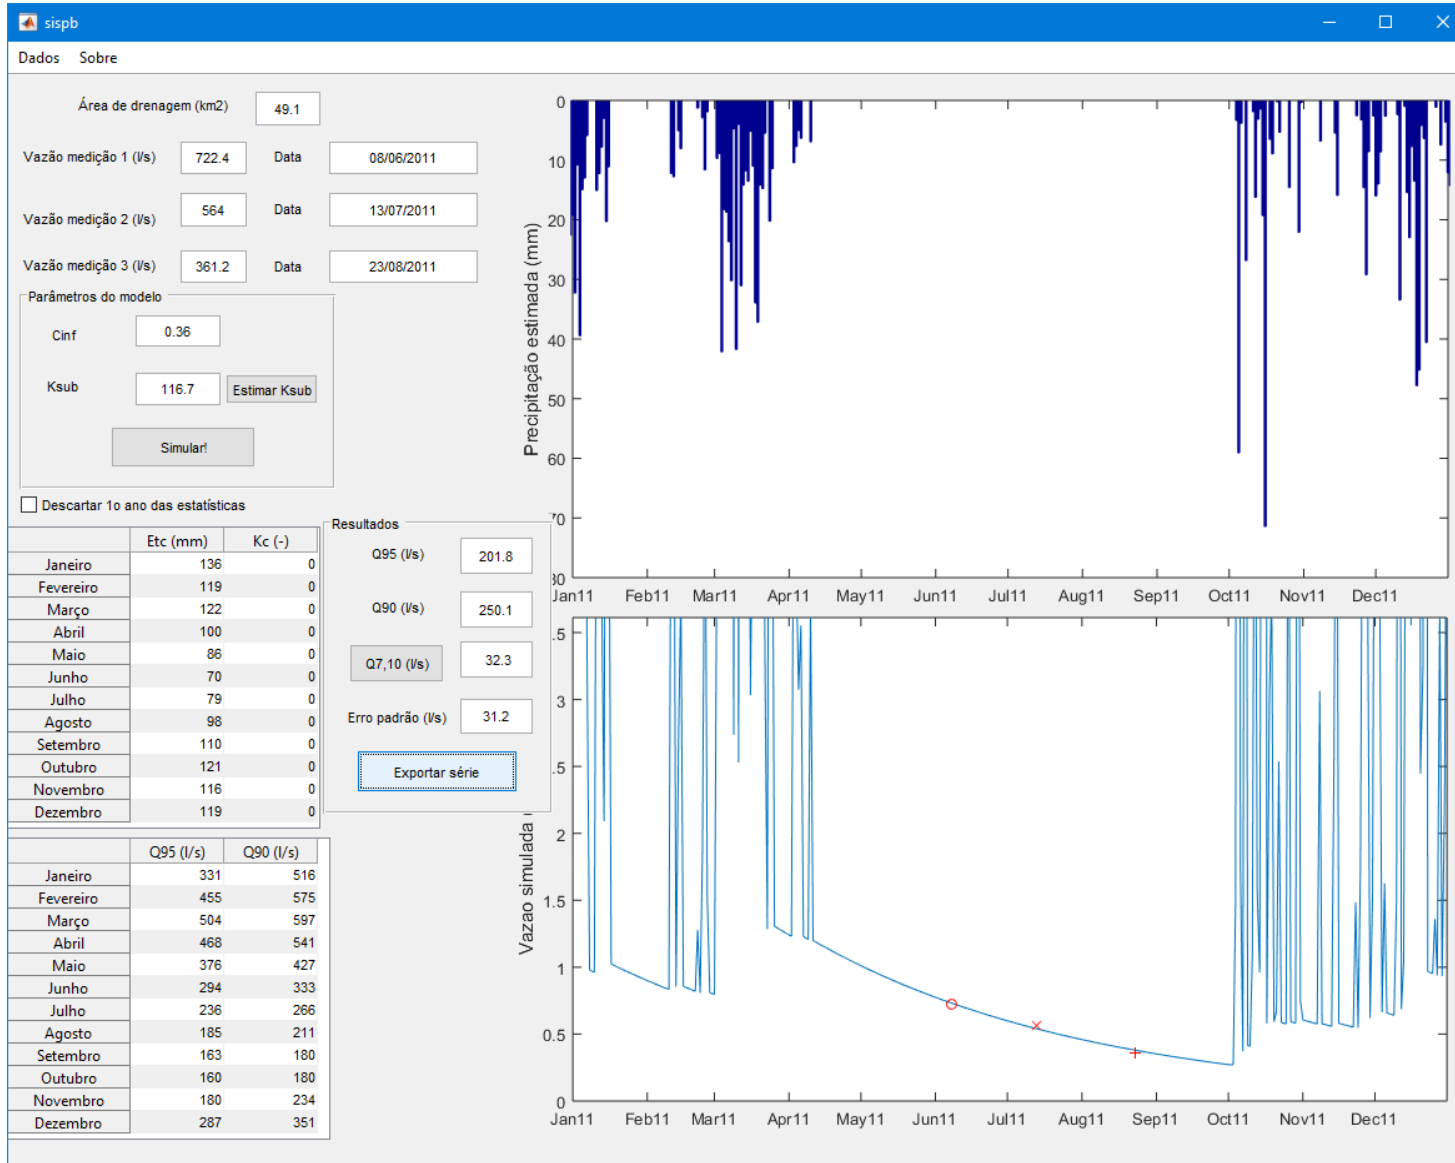 sispb
Dados Sobre
Área de drenagem (km2) 49.1
Vazão medição 1 (l/s) 722.4 Data 08/06/2011
Vazão medição 2 (l/s) 564 Data 13/07/2011
Vazão medição 3 (l/s) 361.2 Data 23/08/2011
Parâmetros do modelo
Cinf 0.36
Ksub 116.7 Estimar Ksub
Simular!
Descartar 1o ano das estatísticas
Etc (mm) Kc (-)
Janeiro 136 0
Fevereiro 119 0
Março 122 0
Abril 100 0
Maio 86 0
Junho 70 0
Julho 79 0
Agosto 98 0
Setembro 110 0
Outubro 121 0
Novembro 116 0
Dezembro 119 0
Resultados
Q95 (l/s) 201.8
Q90 (l/s) 250.1
Q7,10 (l/s) 32.3
Erro padrão (l/s) 31.2
Exportar série
Q95 (l/s) Q90 (l/s)
Janeiro 331 516
Fevereiro 455 575
Março 504 597
Abril 468 541
Maio 376 427
Junho 294 333
Julho 236 266
Agosto 185 211
Setembro 163 180
Outubro 160 180
Novembro 180 234
Dezembro 287 351
Precipitação estimada (mm)
0
10
20
30
40
50
60
70
80
Jan11 Feb11 Mar11 Apr11 May11 Jun11 Jul11 Aug11 Sep11 Oct11 Nov11 Dec11
Vazao simulada
.5
3
.5
2
1.5
1
0.5
0
Jan11 Feb11 Mar11 Apr11 May11 Jun11 Jul11 Aug11 Sep11 Oct11 Nov11 Dec11